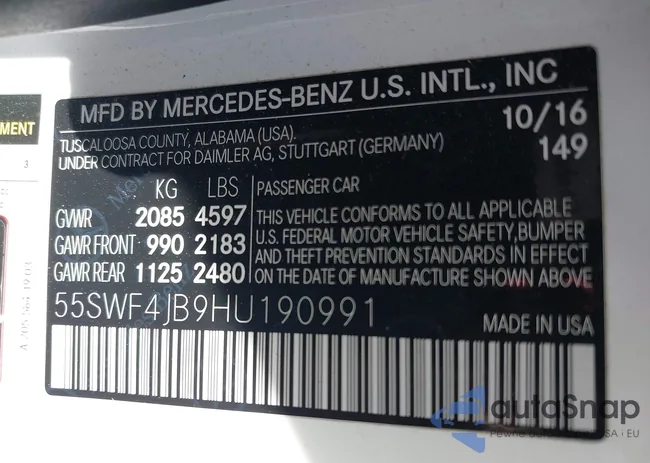 MFD BY MERCEDES-BENZ U.S. INTL., INC
TUSCALOOSA COUNTY, ALABAMA (USA).
UNDER CONTRACT FOR DAIMLER AG, STUTTGART (GERMANY)
10/16
149
KG LBS
GVWR 2085 4597
GAWR FRONT 990 2183
GAWR REAR 1125 2480
PASSENGER CAR
THIS VEHICLE CONFORMS TO ALL APPLICABLE
U.S. FEDERAL MOTOR VEHICLE SAFETY, BUMPER
AND THEFT PREVENTION STANDARDS IN EFFECT
ON THE DATE OF MANUFACTURE SHOWN ABOVE
55SWF4JB9HU190991
MADE IN USA
MENT
3
autoSnap